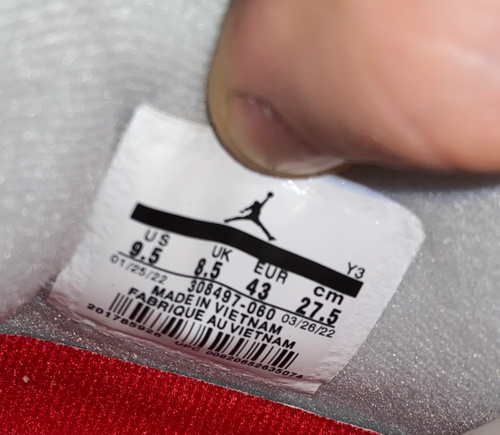 Y3
US UK EUR cm
9.5 8.5 43 27.5
01/25/22 308497-060 03/26/22
MADE IN VIETNAM
FABRIQUE AU VIETNAM